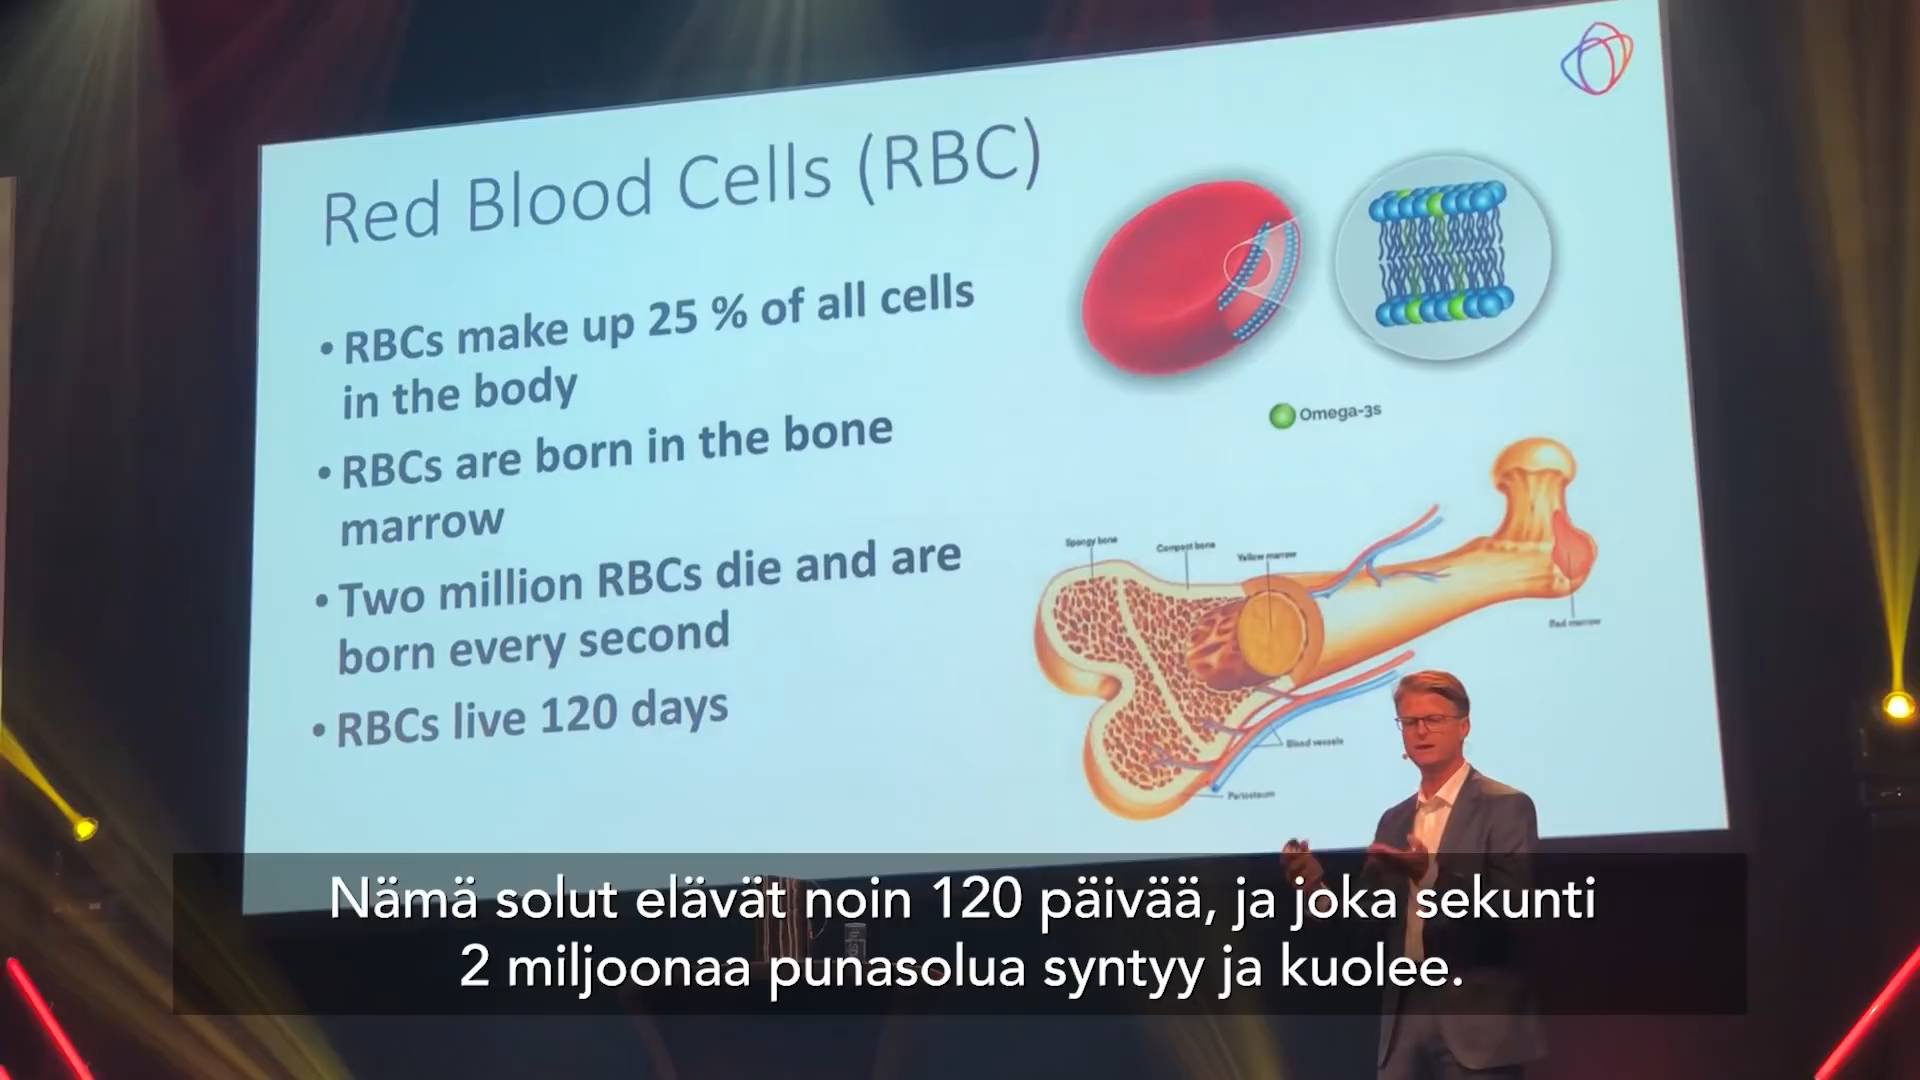 Red Blood Cells (RBC)
• RBCs make up 25 % of all cells
in the body
• RBCs are born in the bone
marrow
• Two million RBCs die and are
born every second
• RBCs live 120 days
Omega-3s
Spongy bone
Compact bone
Yellow marrow
Red marrow
Blood vessels
Periosteum
Nämä solut elävät noin 120 päivää, ja joka sekunti
2 miljoonaa punasolua syntyy ja kuolee.